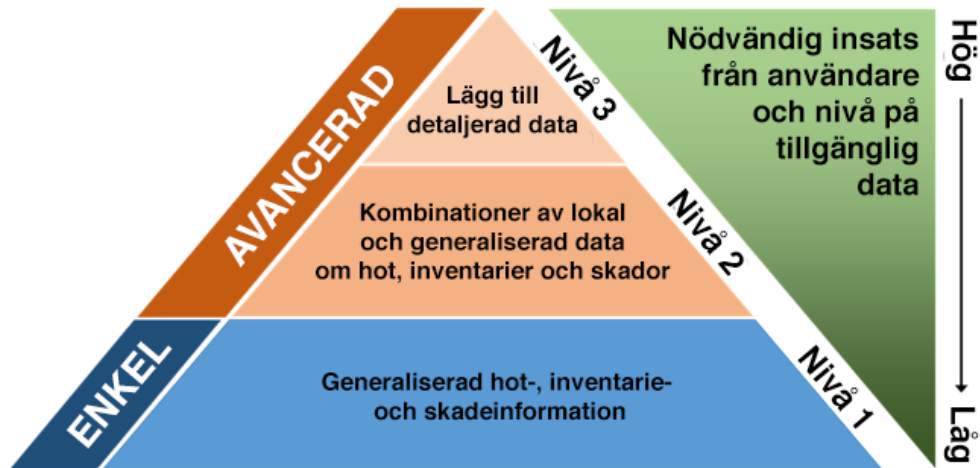 AVANCERAD
ENKEL
Lägg till
detaljerad data
Kombinationer av lokal
och generaliserad data
om hot, inventarier och skador
Generaliserad hot-, inventarie-
och skadeinformation
Nivå 3
Nivå 2
Nivå 1
Nödvändig insats
från användare
och nivå på
tillgänglig
data
Hög
Låg